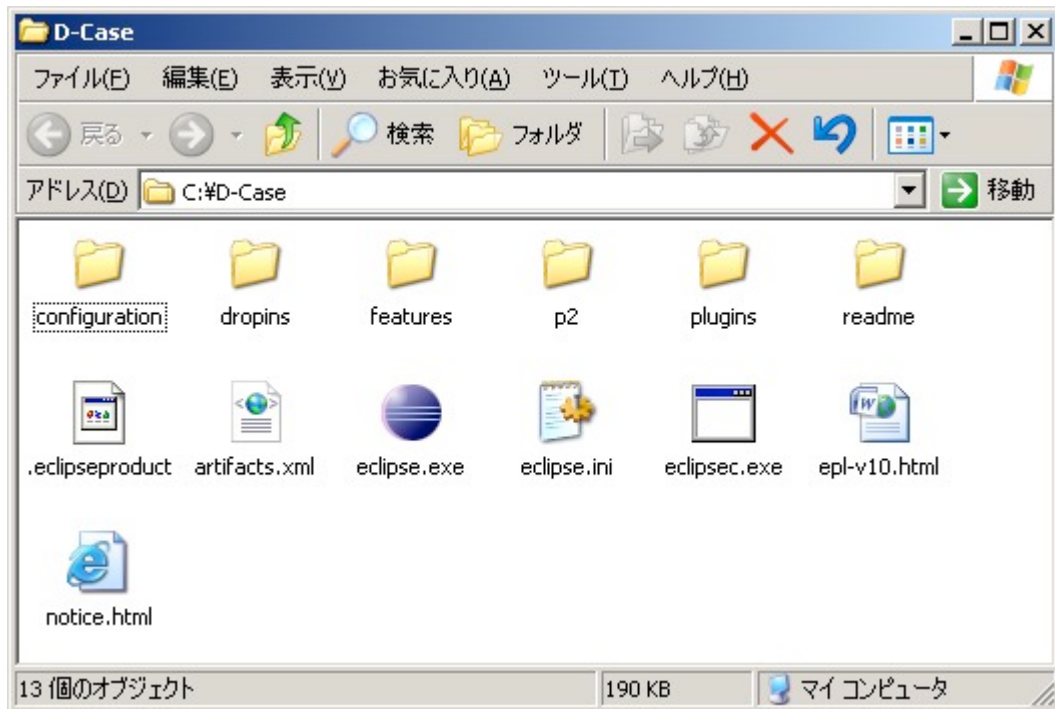 D-Case
ファイル(F) 編集(E) 表示(V) お気に入り(A) ツール(T) ヘルプ(H)
戻る 検索 フォルダ
アドレス(D) C:¥D-Case 移動
configuration dropins features p2 plugins readme
.eclipseproduct artifacts.xml eclipse.exe eclipse.ini eclipsec.exe epl-v10.html
notice.html
13 個のオブジェクト 190 KB マイ コンピュータ